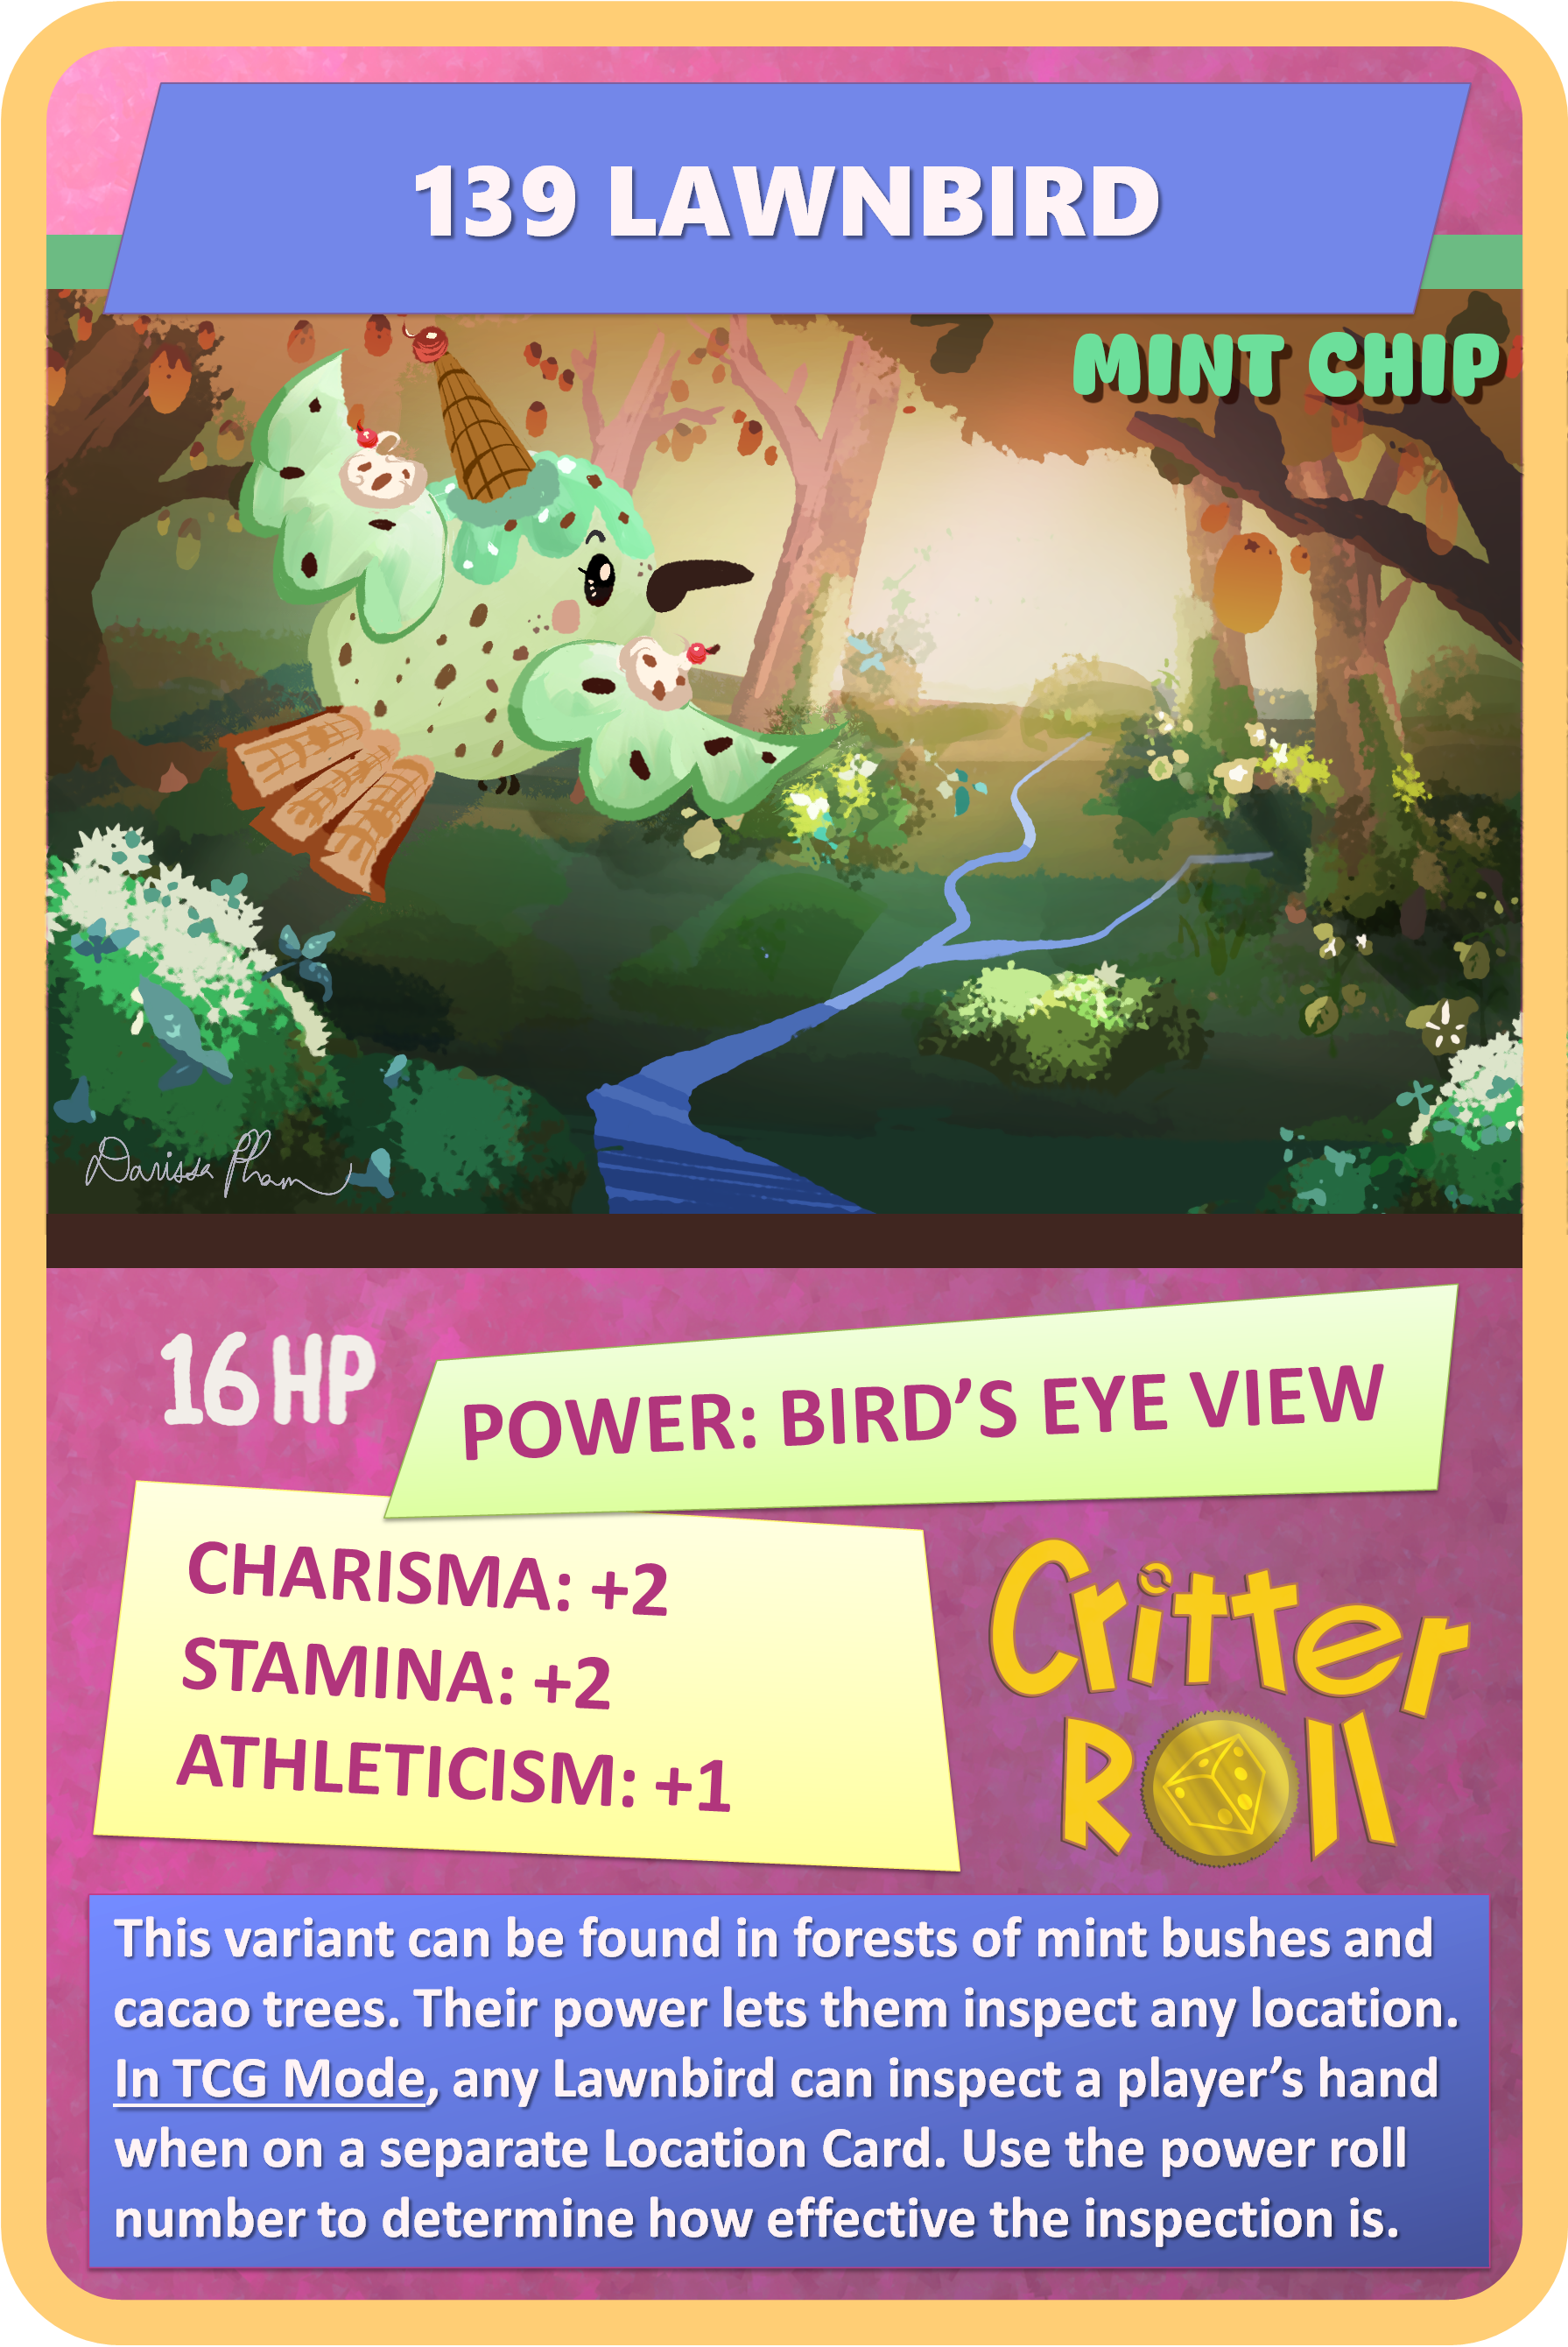 139 LAWNBIRD
MINT CHIP
Darissa Pham
16 HP
POWER: BIRD’S EYE VIEW
CHARISMA: +2
STAMINA: +2
ATHLETICISM: +1
Critter
Roll
This variant can be found in forests of mint bushes and
cacao trees. Their power lets them inspect any location.
In TCG Mode, any Lawnbird can inspect a player’s hand
when on a separate Location Card. Use the power roll
number to determine how effective the inspection is.